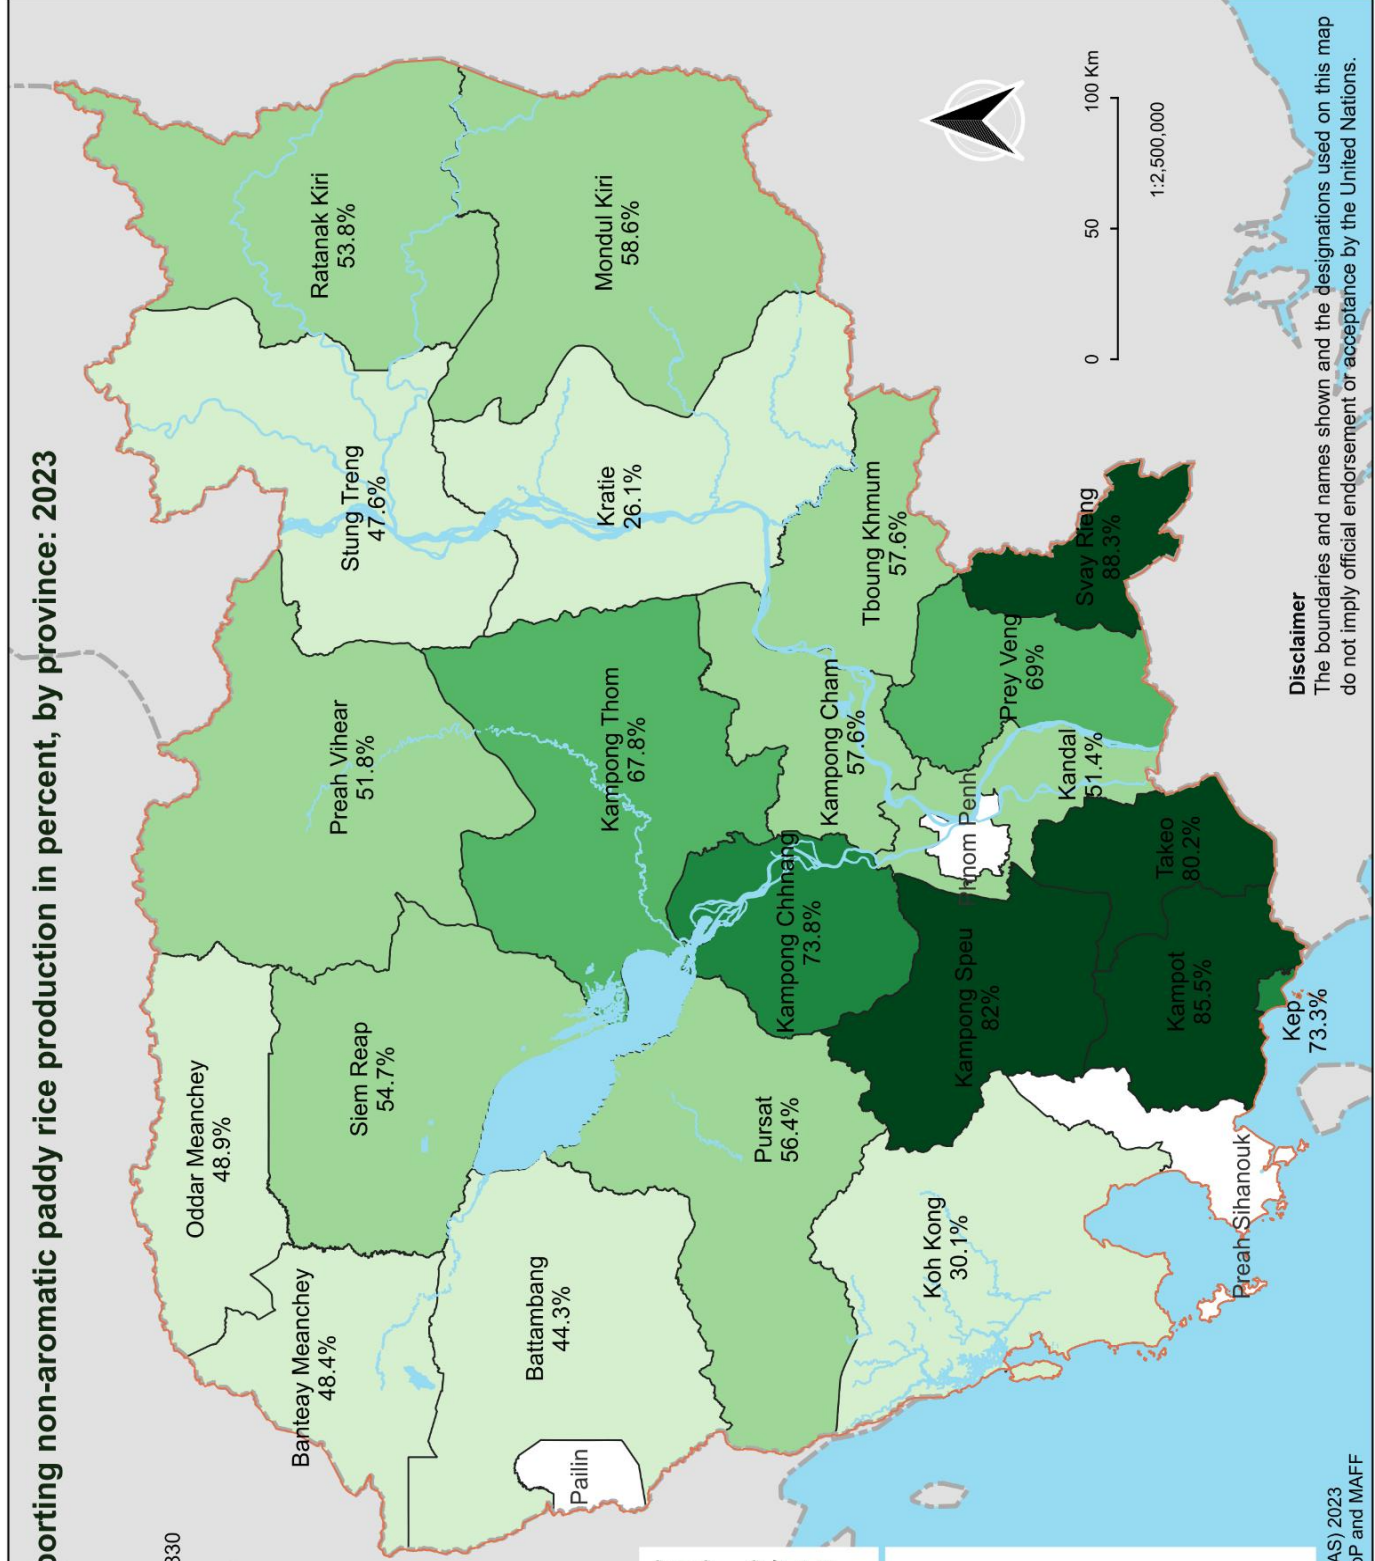 porting non-aromatic paddy rice production in percent, by province: 2023
330
Ratanak Kiri
53.8%
Stung Treng
47.6%
Preah Vihear
51.8%
Oddar Meanchey
48.9%
Banteay Meanchey
48.4%
Siem Reap
54.7%
Mondul Kiri
58.6%
Kratie
26.1%
Kampong Thom
67.8%
Battambang
44.3%
Pailin
Pursat
56.4%
Kampong Chhnang
73.8%
Kampong Cham
57.6%
Tboung Khmum
57.6%
Koh Kong
30.1%
Kampong Speu
82%
Phnom Penh
Prey Veng
69%
Kandal
51.4%
Svay Rieng
88.3%
Takeo
80.2%
Kampot
85.5%
Kep
73.3%
Preah Sihanouk
0 50 100 Km
1:2,500,000
Disclaimer
The boundaries and names shown and the designations used on this map
do not imply official endorsement or acceptance by the United Nations.
AS) 2023
P and MAFF